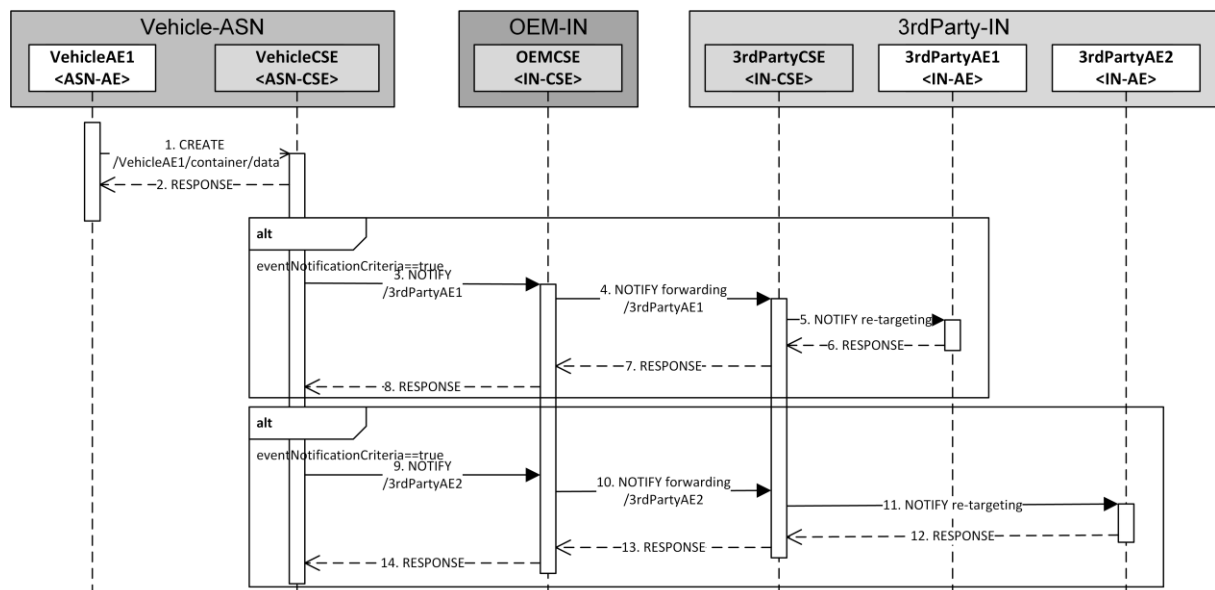 Vehicle-ASN
OEM-IN
3rdParty-IN
VehicleAE1
<ASN-AE>
VehicleCSE
<ASN-CSE>
OEMCSE
<IN-CSE>
3rdPartyCSE
<IN-CSE>
3rdPartyAE1
<IN-AE>
3rdPartyAE2
<IN-AE>
1. CREATE
/VehicleAE1/container/data
2. RESPONSE
alt
eventNotificationCriteria==true
3. NOTIFY
/3rdPartyAE1
4. NOTIFY forwarding
/3rdPartyAE1
5. NOTIFY re-targeting
6. RESPONSE
7. RESPONSE
8. RESPONSE
alt
eventNotificationCriteria==true
9. NOTIFY
/3rdPartyAE2
10. NOTIFY forwarding
/3rdPartyAE2
11. NOTIFY re-targeting
12. RESPONSE
13. RESPONSE
14. RESPONSE